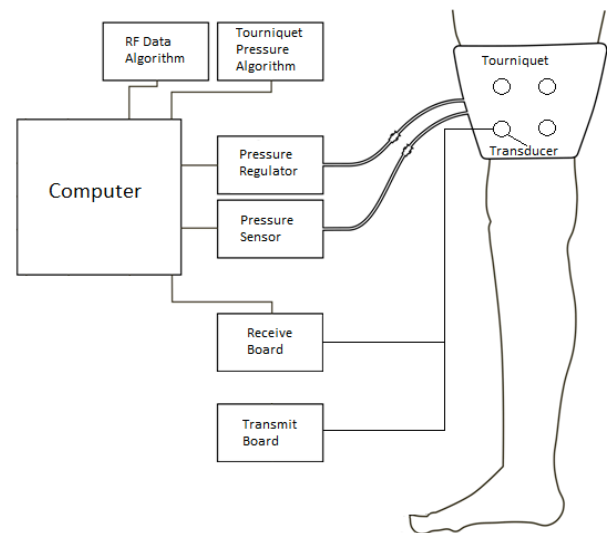 RF Data
Algorithm
Tourniquet
Pressure
Algorithm
Tourniquet
Transducer
Computer
Pressure
Regulator
Pressure
Sensor
Receive
Board
Transmit
Board